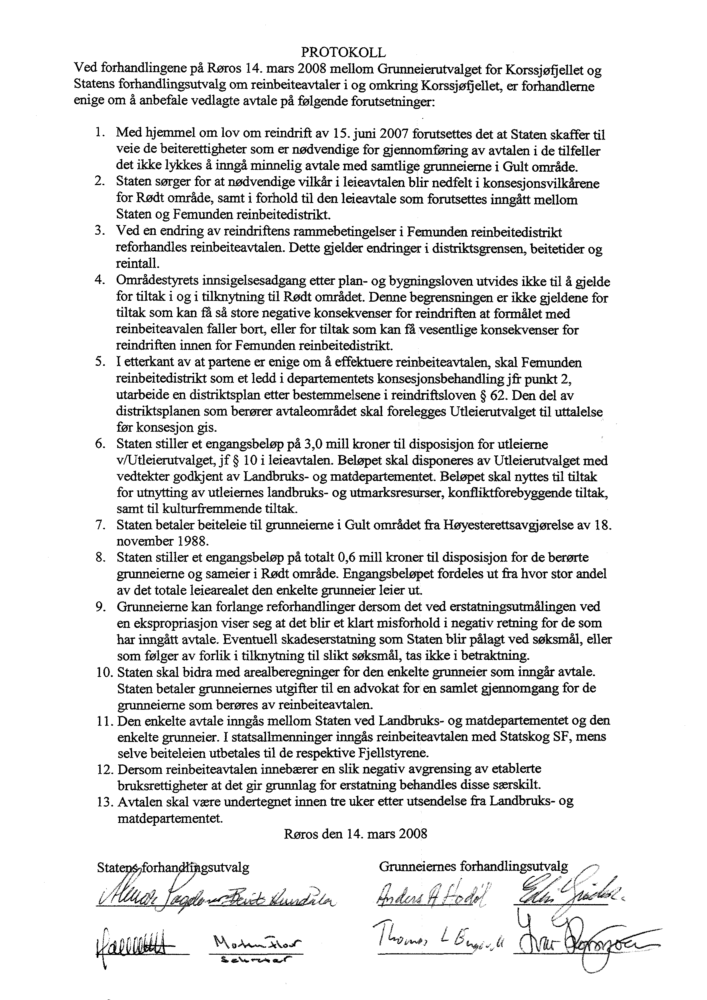 PROTOKOLL
Ved forhandlingene på Røros 14. mars 2008 mellom Grunneierutvalget for Korssjøfjellet og
Statens forhandlingsutvalg om reinbeiteavtaler i og omkring Korssjøfjellet, er forhandlerne
enige om å anbefale vedlagte avtale på følgende forutsetninger:
1. Med hjemmel om lov om reindrift av 15. juni 2007 forutsettes det at Staten skaffer til
veie de beiterettigheter som er nødvendige for gjennomføring av avtalen i de tilfeller
det ikke lykkes å inngå minnelig avtale med samtlige grunneierne i Gult område.
2. Staten sørger for at nødvendige vilkår i leieavtalen blir nedfelt i konsesjonsvilkårene
for Rødt område, samt i forhold til den leieavtale som forutsettes inngått mellom
Staten og Femunden reinbeitedistrikt.
3. Ved en endring av reindriftens rammebetingelser i Femunden reinbeitedistrikt
reforhandles reinbeiteavtalen. Dette gjelder endringer i distriktsgrensen, beitetider og
reintall.
4. Områdestyrets innsigelsesadgang etter plan- og bygningsloven utvides ikke til å gjelde
for tiltak i og i tilknytning til Rødt området. Denne begrensningen er ikke gjeldene for
tiltak som kan få så store negative konsekvenser for reindriften at formålet med
reinbeiteavalen faller bort, eller for tiltak som kan få vesentlige konsekvenser for
reindriften innen for Femunden reinbeitedistrikt.
5. I etterkant av at partene er enige om å effektuere reinbeiteavtalen, skal Femunden
reinbeitedistrikt som et ledd i departementets konsesjonsbehandling jfr punkt 2,
utarbeide en distriktsplan etter bestemmelsene i reindriftsloven § 62. Den del av
distriktsplanen som berører avtaleområdet skal forelegges Utleierutvalget til uttalelse
før konsesjon gis.
6. Staten stiller et engangsbeløp på 3,0 mill kroner til disposisjon for utleierne
v/Utleierutvalget, jf § 10 i leieavtalen. Beløpet skal disponeres av Utleierutvalget med
vedtekter godkjent av Landbruks- og matdepartementet. Beløpet skal nyttes til tiltak
for utnytting av utleiernes landbruks- og utmarksresurser, konfliktforebyggende tiltak,
samt til kulturfremmende tiltak.
7. Staten betaler beiteleie til grunneierne i Gult området fra Høyesterettsavgjørelse av 18.
november 1988.
8. Staten stiller et engangsbeløp på totalt 0,6 mill kroner til disposisjon for de berørte
grunneierne og sameier i Rødt område. Engangsbeløpet fordeles ut fra hvor stor andel
av det totale leiearealet den enkelte grunneier leier ut.
9. Grunneierne kan forlange reforhandlinger dersom det ved erstatningsutmålingen ved
en ekspropriasjon viser seg at det blir et klart misforhold i negativ retning for de som
har inngått avtale. Eventuell skadeserstatning som Staten blir pålagt ved søksmål, eller
som følger av forlik i tilknytning til slikt søksmål, tas ikke i betraktning.
10. Staten skal bidra med arealberegninger for den enkelte grunneier som inngår avtale.
Staten betaler grunneiernes utgifter til en advokat for en samlet gjennomgang for de
grunneierne som berøres av reinbeiteavtalen.
11. Den enkelte avtale inngås mellom Staten ved Landbruks- og matdepartementet og den
enkelte grunneier. I statsallmenninger inngås reinbeiteavtalen med Statskog SF, mens
selve beiteleien utbetales til de respektive Fjellstyrene.
12. Dersom reinbeiteavtalen innebærer en slik negativ avgrensing av etablerte
bruksrettigheter at det gir grunnlag for erstatning behandles disse særskilt.
13. Avtalen skal være undertegnet innen tre uker etter utsendelse fra Landbruks- og
matdepartementet.
Røros den 14. mars 2008
Statens forhandlingsutvalg Grunneiernes forhandlingsutvalg
Anders A
Thomas L Ivar